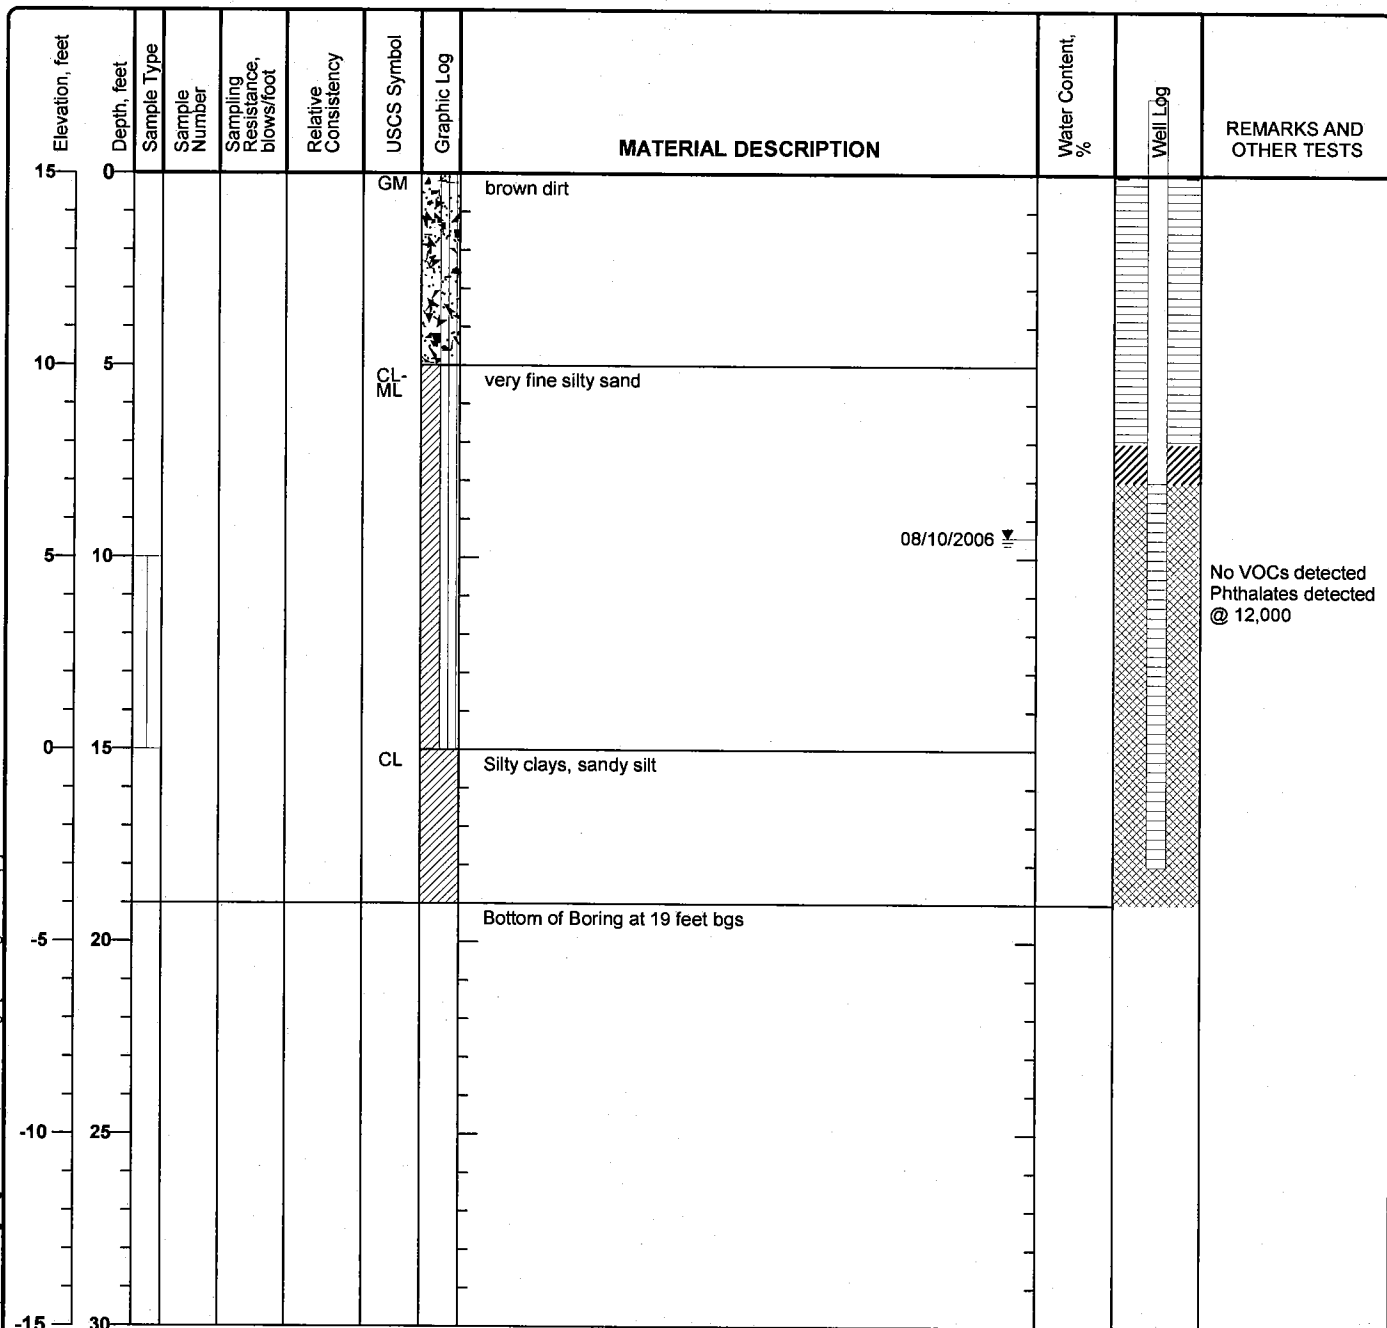 Elevation, feet
Depth, feet
Sample Type
Sample
Number
Sampling
Resistance,
blows/foot
Relative
Consistency
USCS Symbol
Graphic Log
MATERIAL DESCRIPTION
Water Content,
%
Well Log
REMARKS AND
OTHER TESTS
15 0
GM brown dirt
10 5
CL-
ML
very fine silty sand
08/10/2006
5 10
No VOCs detected
Phthalates detected
@ 12,000
0 15
CL Silty clays, sandy silt
Bottom of Boring at 19 feet bgs
-5 20
-10 25
-15 30